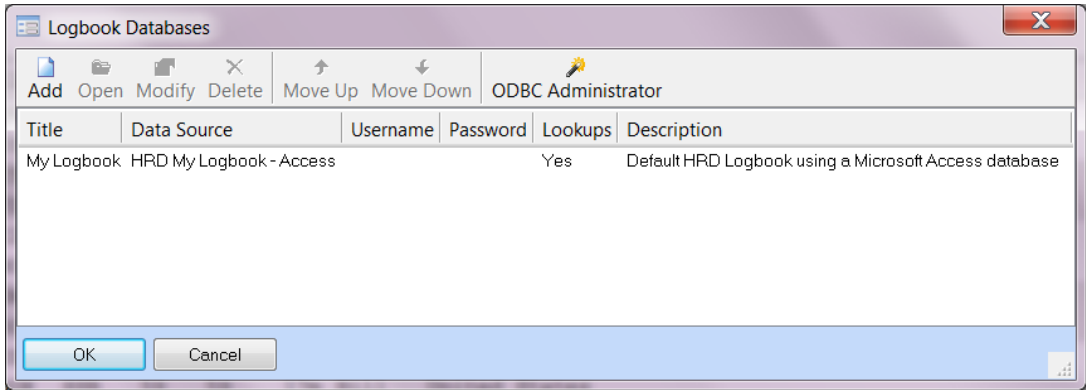 Logbook Databases
Add Open Modify Delete Move Up Move Down ODBC Administrator
Title Data Source Username Password Lookups Description
My Logbook HRD My Logbook - Access Yes Default HRD Logbook using a Microsoft Access database
OK Cancel